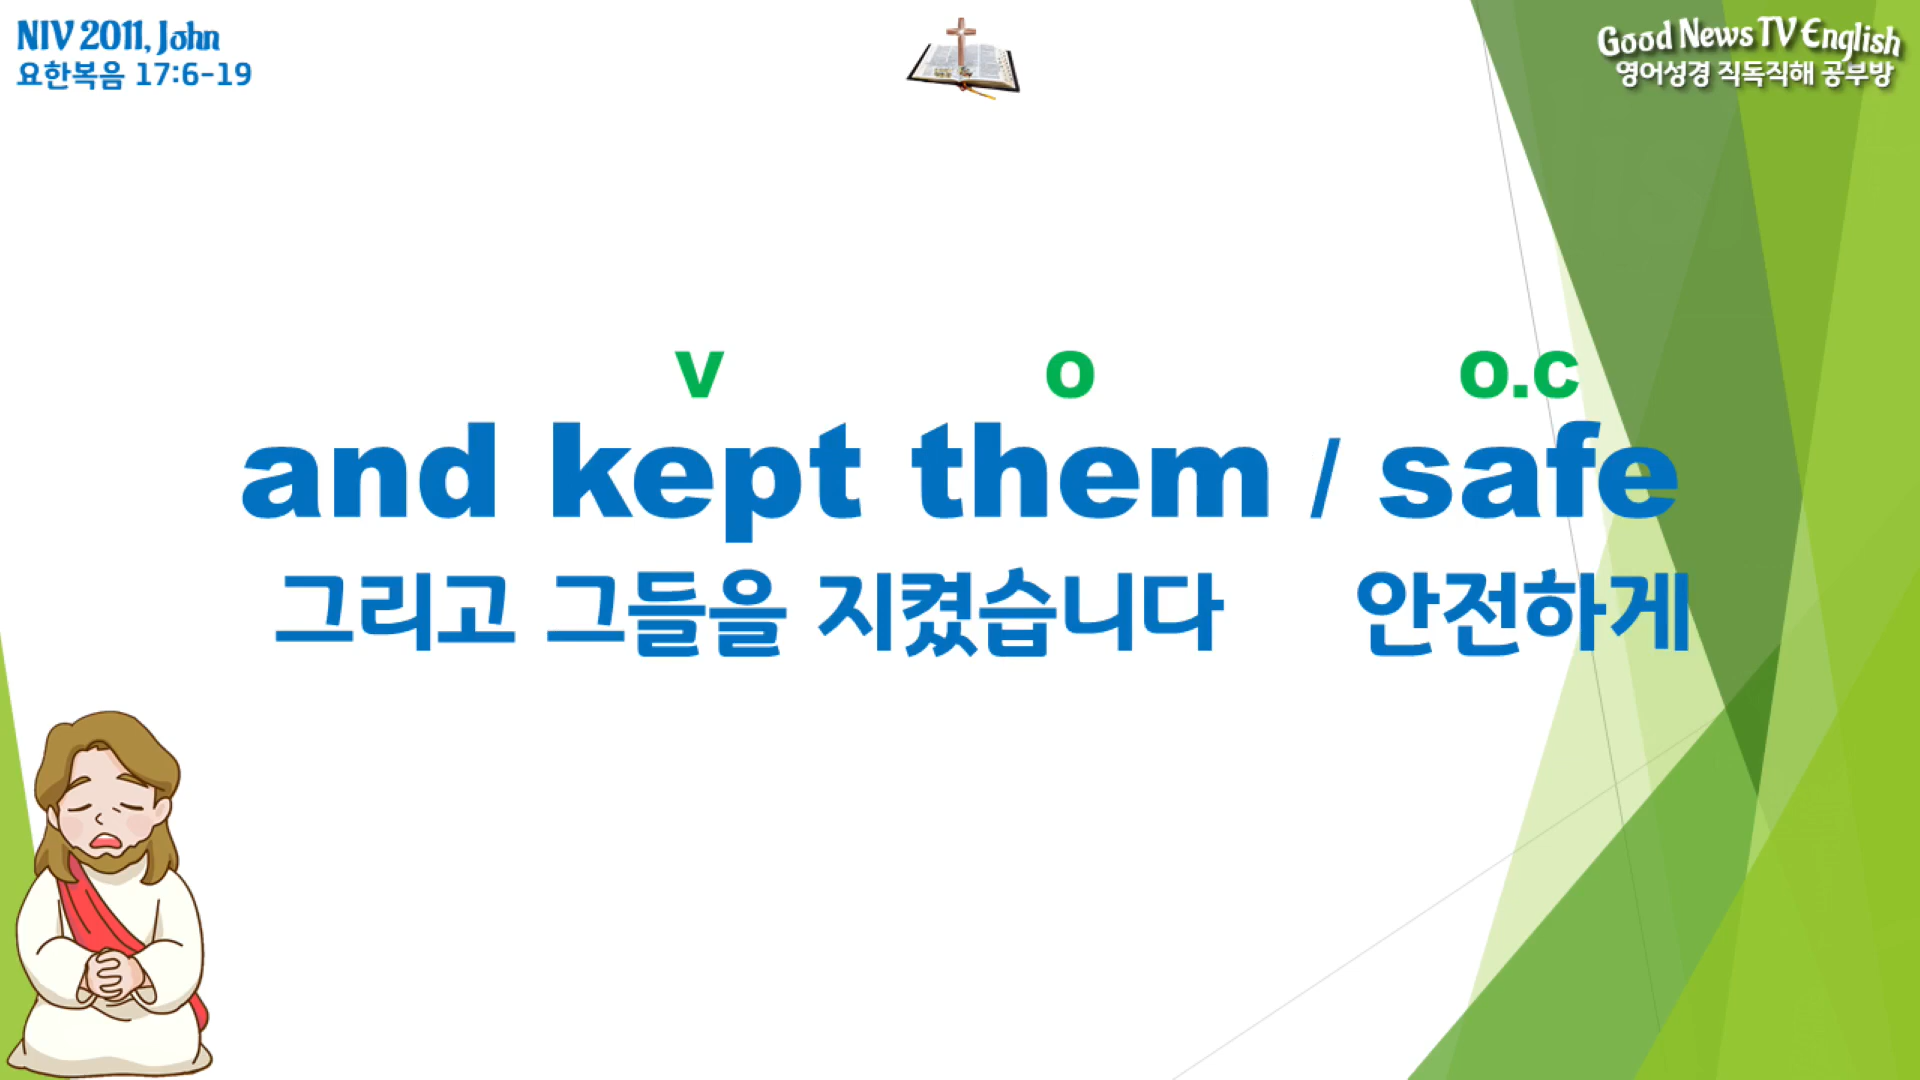 NIV 2011, John
요한복음 17:6-19
Good News TV English
영어성경 직독직해 공부방
v o o.c
and kept them / safe
그리고 그들을 지켰습니다 안전하게